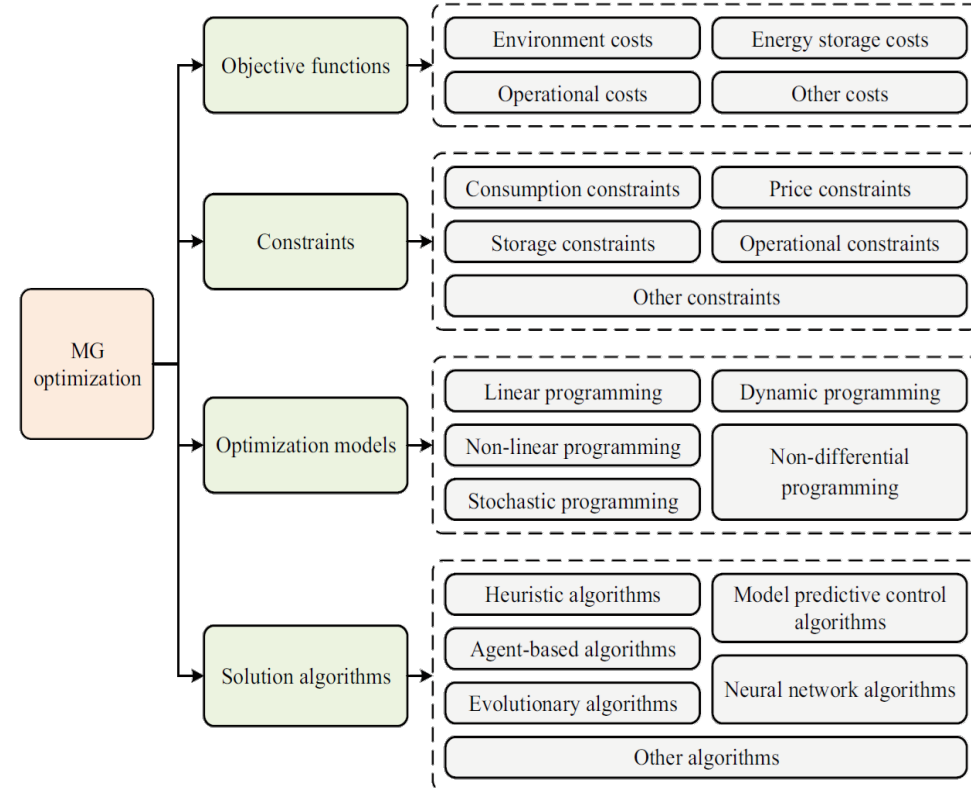 MG
optimization
Objective functions
Environment costs
Energy storage costs
Operational costs
Other costs
Constraints
Consumption constraints
Price constraints
Storage constraints
Operational constraints
Other constraints
Optimization models
Linear programming
Dynamic programming
Non-linear programming
Non-differential
programming
Stochastic programming
Solution algorithms
Heuristic algorithms
Model predictive control
algorithms
Agent-based algorithms
Neural network algorithms
Evolutionary algorithms
Other algorithms